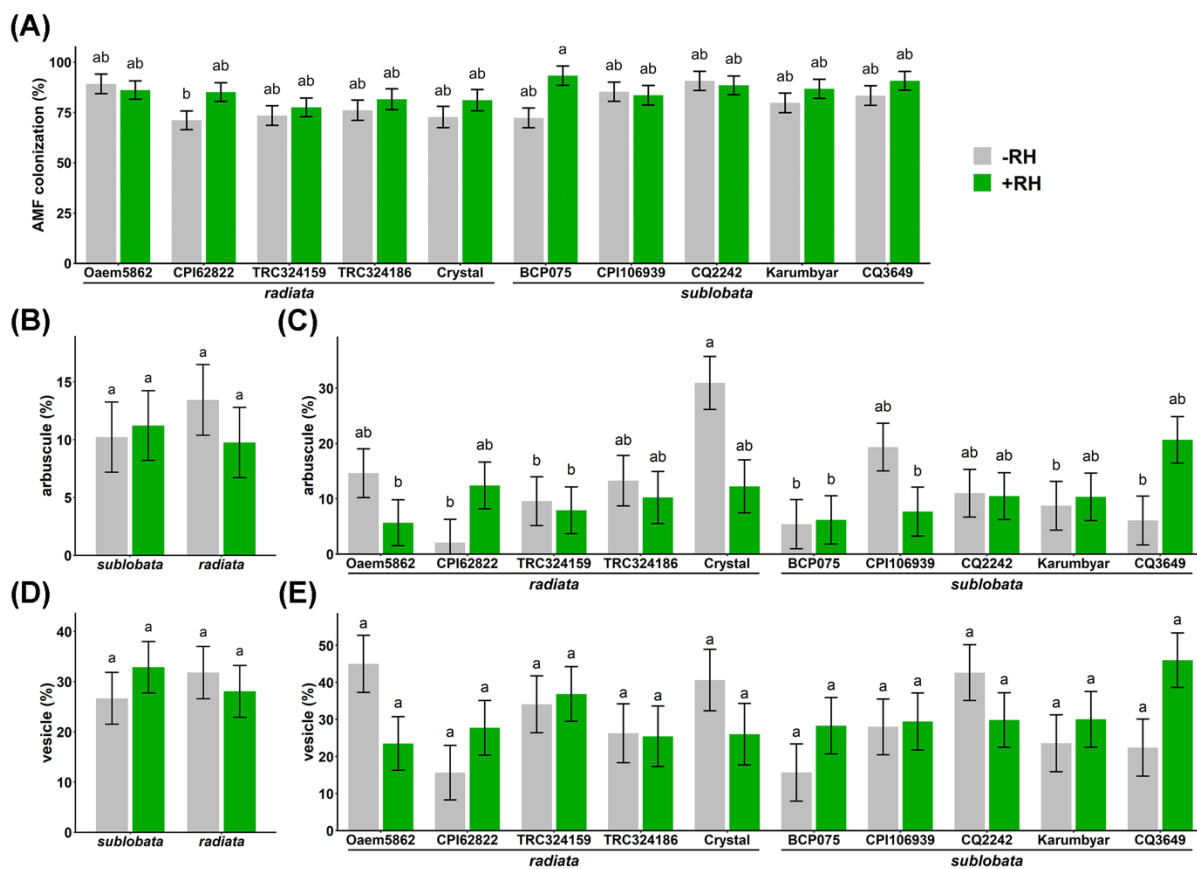 (A)
ab ab b ab ab ab ab ab ab ab ab a ab ab ab ab ab ab ab ab
AMF colonization (%)
100
75
50
25
0
Oaem5862 CPI62822 TRC324159 TRC324186 Crystal BCP075 CPI106939 CQ2242 Karumbyar CQ3649
radiata sublobata
-RH
+RH
(B)
a a a a
arbuscule (%)
15
10
5
0
sublobata radiata
(C)
ab b b ab b b ab ab a ab b b ab b ab ab b ab b ab
arbuscule (%)
30
20
10
0
Oaem5862 CPI62822 TRC324159 TRC324186 Crystal BCP075 CPI106939 CQ2242 Karumbyar CQ3649
radiata sublobata
(D)
a a a a
vesicle (%)
40
30
20
10
0
sublobata radiata
(E)
a a a a a a a a a a a a a a a a a a a a
vesicle (%)
50
40
30
20
10
0
Oaem5862 CPI62822 TRC324159 TRC324186 Crystal BCP075 CPI106939 CQ2242 Karumbyar CQ3649
radiata sublobata